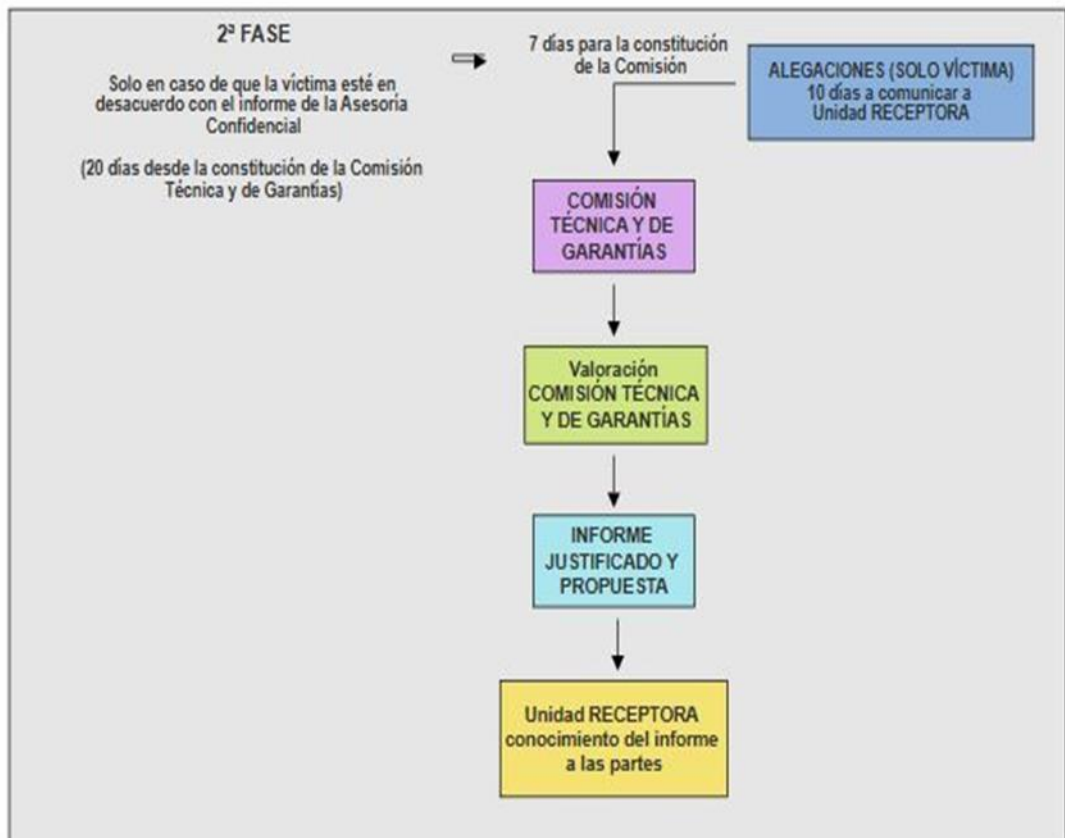 2ª FASE
Solo en caso de que la víctima esté en
desacuerdo con el informe de la Asesoría
Confidencial
(20 días desde la constitución de la Comisión
Técnica y de Garantías)
7 días para la constitución
de la Comisión
ALEGACIONES (SOLO VÍCTIMA)
10 días a comunicar a
Unidad RECEPTORA
COMISIÓN
TÉCNICA Y DE
GARANTÍAS
Valoración
COMISIÓN TÉCNICA
Y DE GARANTÍAS
INFORME
JUSTIFICADO Y
PROPUESTA
Unidad RECEPTORA
conocimiento del informe
a las partes